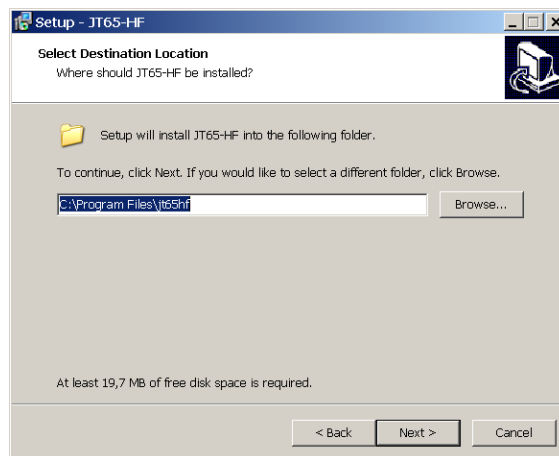 Setup - JT65-HF
Select Destination Location
Where should JT65-HF be installed?
Setup will install JT65-HF into the following folder.
To continue, click Next. If you would like to select a different folder, click Browse.
C:\Program Files\jt65hf
Browse...
At least 19,7 MB of free disk space is required.
< Back
Next >
Cancel